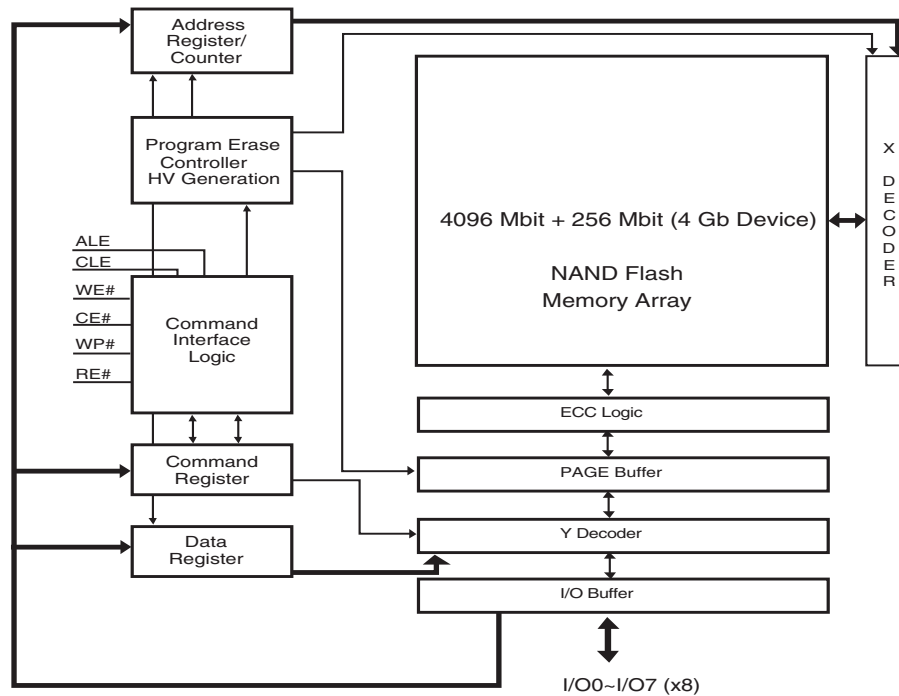 Address
Register/
Counter
Program Erase
Controller
HV Generation
ALE
CLE
WE#
CE#
WP#
RE#
Command
Interface
Logic
Command
Register
Data
Register
4096 Mbit + 256 Mbit (4 Gb Device)
NAND Flash
Memory Array
X
D
E
C
O
D
E
R
ECC Logic
PAGE Buffer
Y Decoder
I/O Buffer
I/O0~I/O7 (x8)